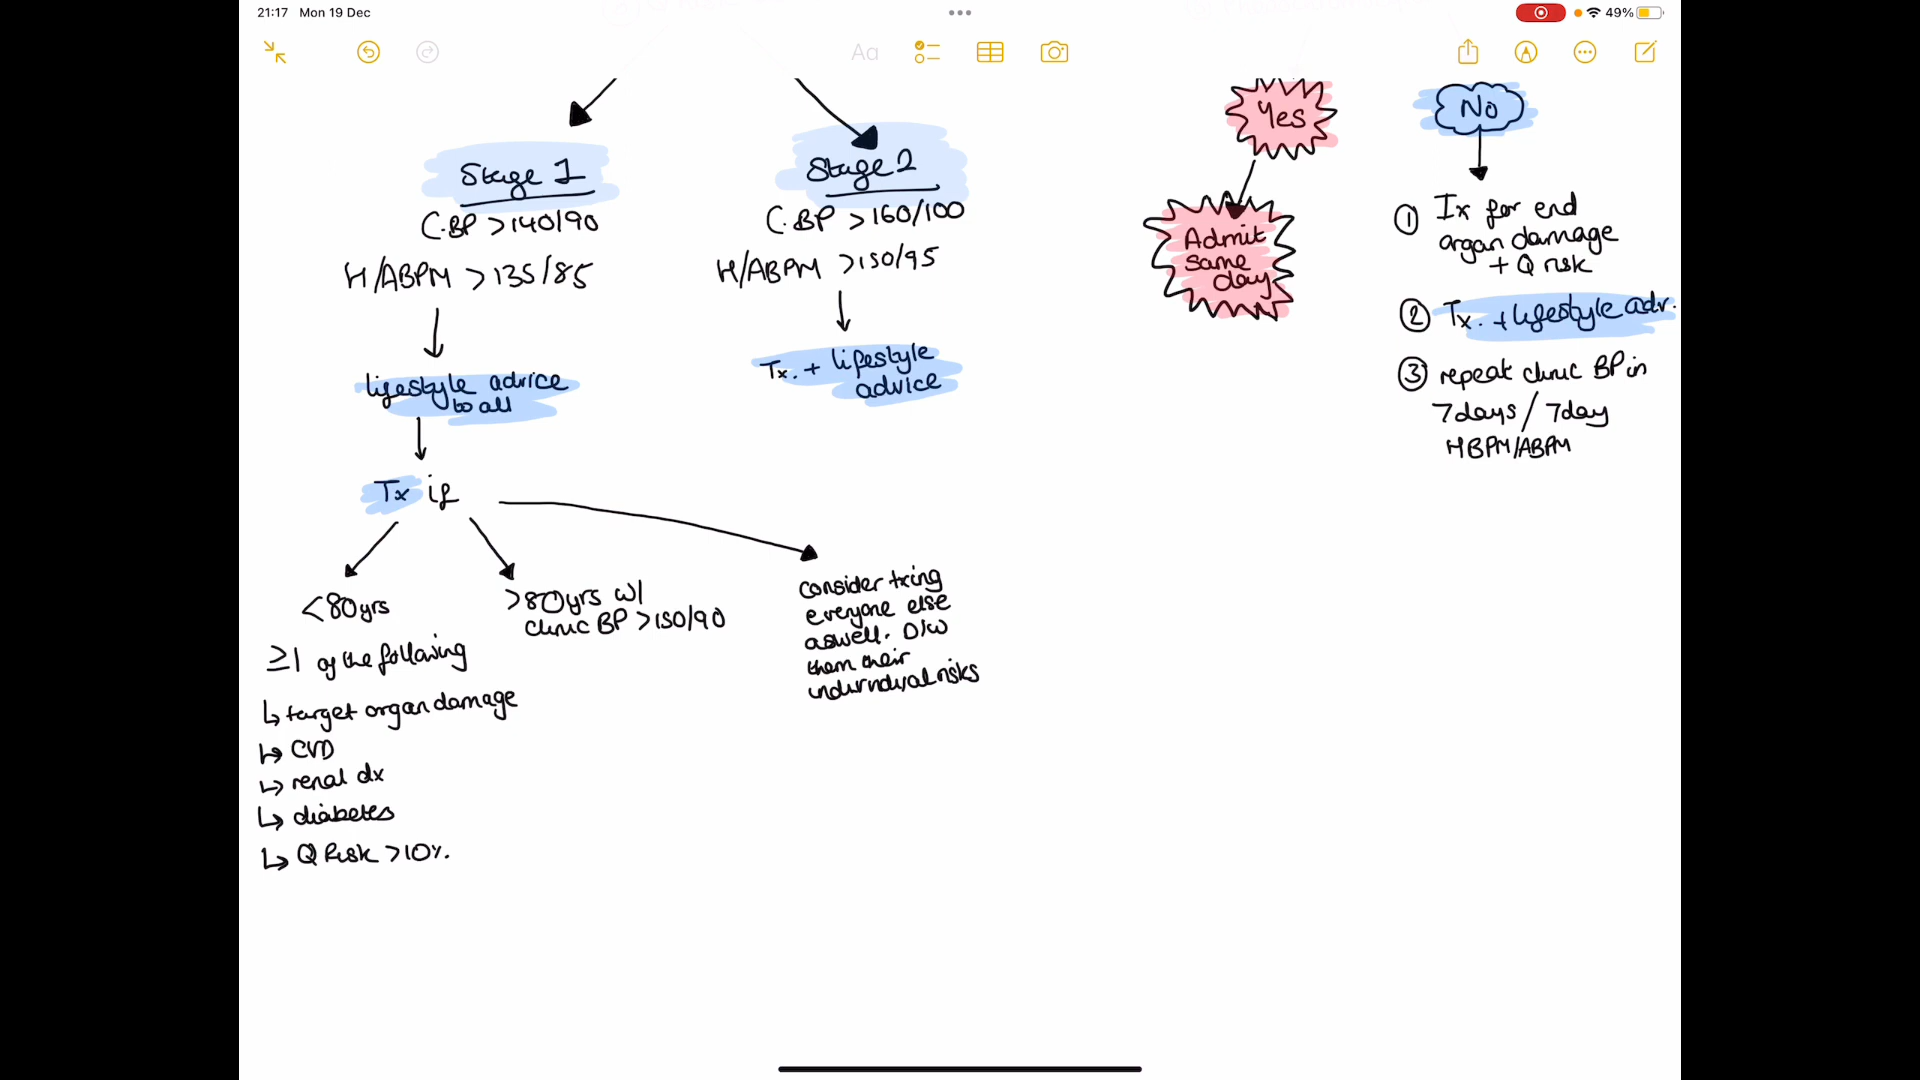 21:17 Mon 19 Dec
49%
Aa
Stage 1
C.BP >140/90
H/ABPM >135/85
lifestyle advice
to all
Tx if
<80yrs
≥1 of the following
↳ target organ damage
↳ CVD
↳ renal dx
↳ diabetes
↳ Q Risk >10%.
>80yrs w/
clinic BP >150/90
consider txing
everyone else
aswell. D/W
them their
individual risks
Stage 2
C.BP >160/100
H/ABPM >150/95
Tx. + lifestyle
advice
Yes
Admit
same
day
No
① Ix for end
organ damage
+ Q risk
② Tx. + lifestyle adv.
③ repeat clinic BP in
7days / 7day
HBPM/ABPM